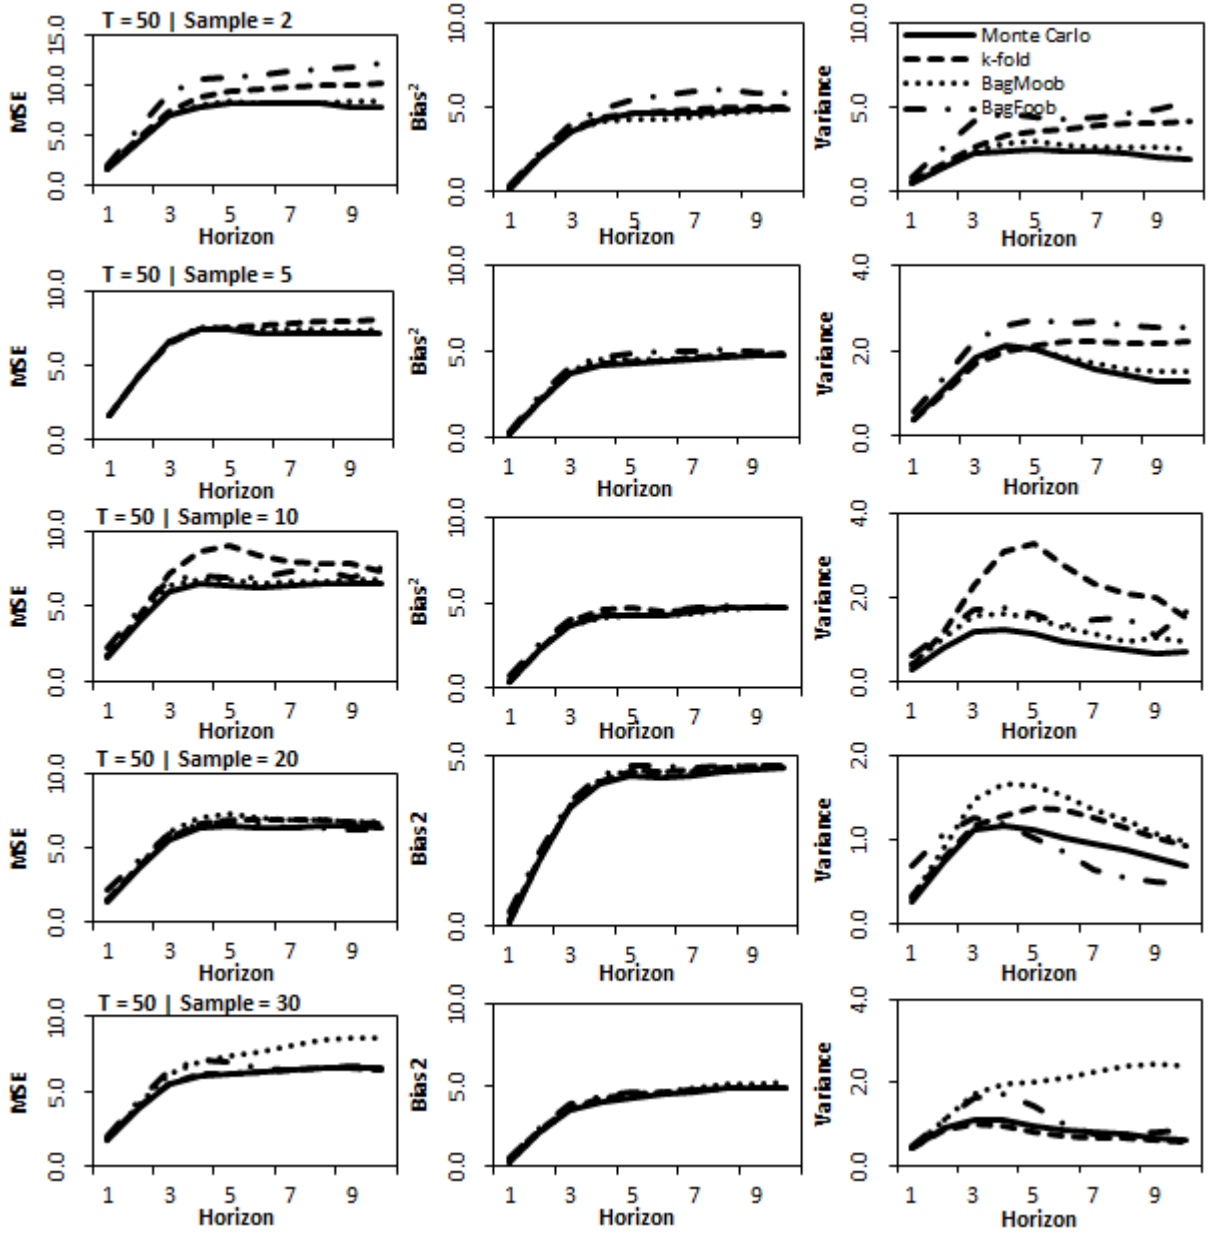 T = 50 | Sample = 2
MSE
15.0
10.0
5.0
0.0
1 3 5 7 9
Horizon
Bias²
10.0
5.0
0.0
1 3 5 7 9
Horizon
Variance
10.0
5.0
0.0
Monte Carlo
k-fold
BagMoob
BagFoob
1 3 5 7 9
Horizon
T = 50 | Sample = 5
MSE
10.0
5.0
0.0
1 3 5 7 9
Horizon
Bias²
10.0
5.0
0.0
1 3 5 7 9
Horizon
Variance
4.0
2.0
0.0
1 3 5 7 9
Horizon
T = 50 | Sample = 10
MSE
10.0
5.0
0.0
1 3 5 7 9
Horizon
Bias²
10.0
5.0
0.0
1 3 5 7 9
Horizon
Variance
4.0
2.0
0.0
1 3 5 7 9
Horizon
T = 50 | Sample = 20
MSE
10.0
5.0
0.0
1 3 5 7 9
Horizon
Bias2
5.0
0.0
1 3 5 7 9
Horizon
Variance
2.0
1.0
0.0
1 3 5 7 9
Horizon
T = 50 | Sample = 30
MSE
10.0
5.0
0.0
1 3 5 7 9
Horizon
Bias2
10.0
5.0
0.0
1 3 5 7 9
Horizon
Variance
4.0
2.0
0.0
1 3 5 7 9
Horizon